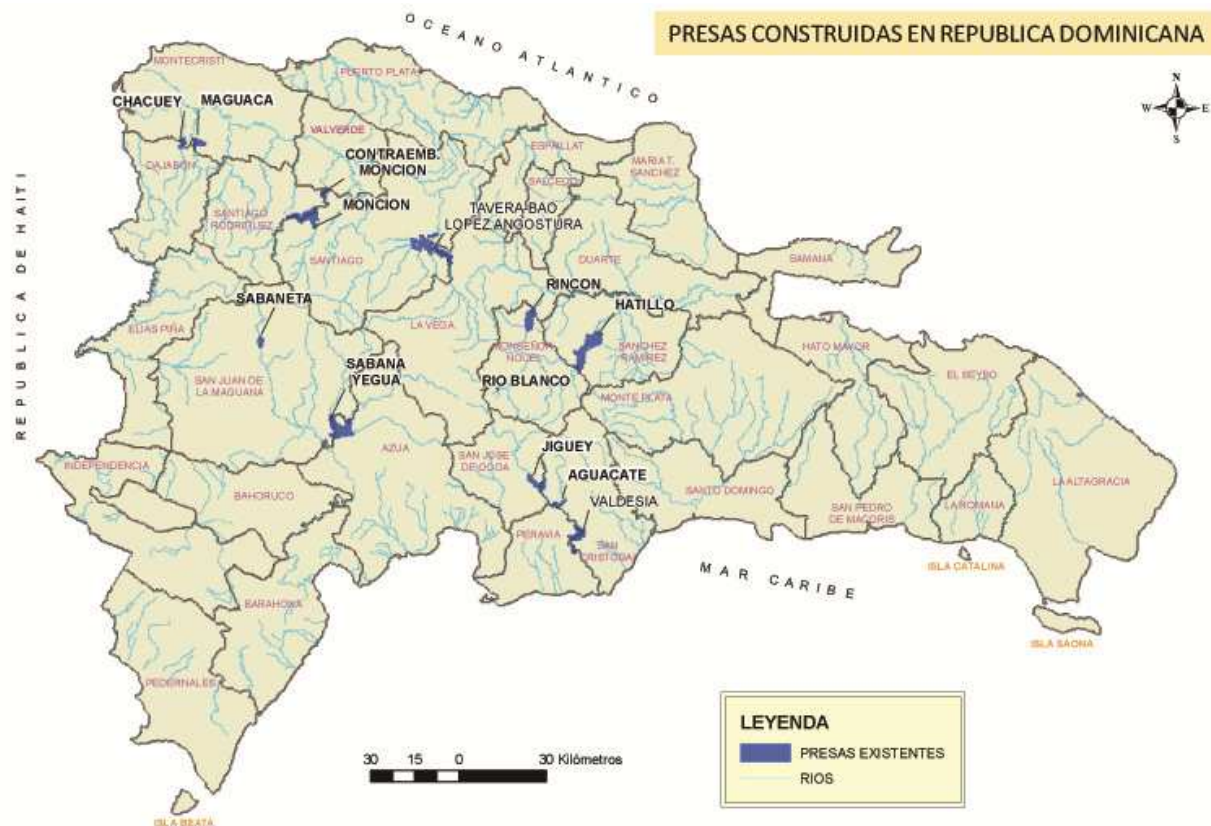 PRESAS CONSTRUIDAS EN REPUBLICA DOMINICANA
OCEANO ATLANTICO
N
W E
S
MONTECRISTI
PUERTO PLATA
CHACUEY
MAGUACA
VALVERDE
DAJABON
CONTRAEMB.
MONCION
ESPAILLAT
MARIA T.
SANCHEZ
SALCEDO
SANTIAGO
RODRIGUEZ
MONCION
TAVERA-BAO
LOPEZ ANGOSTURA
SANTIAGO
DUARTE
SAMANA
REPUBLICA DE HAITI
SABANETA
RINCON
HATILLO
ELIAS PIÑA
LA VEGA
MONSEÑOR
NOUEL
SANCHEZ
RAMIREZ
HATO MAYOR
EL SEYBO
SABANA
YEGUA
SAN JUAN DE
LA MAGUANA
RIO BLANCO
MONTE PLATA
AZUA
SAN JOSE
DE OCOA
JIGUEY
AGUACATE
VALDESIA
INDEPENDENCIA
BAHORUCO
SANTO DOMINGO
SAN PEDRO
DE MACORIS
LA ROMANA
LA ALTAGRACIA
PERAVIA
SAN
CRISTOBAL
MAR CARIBE
ISLA CATALINA
BARAHONA
ISLA SAONA
PEDERNALES
LEYENDA
PRESAS EXISTENTES
RIOS
30 15 0 30 Kilómetros
ISLA BEATA